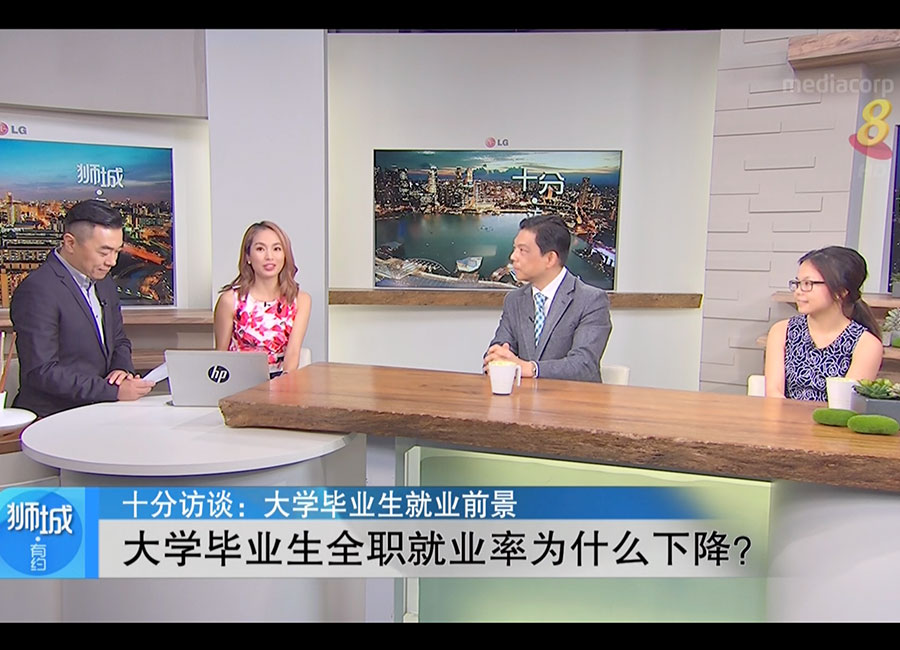 mediacorp
8
HD
LG
LG
狮城
十分
hp
狮城
有约
十分访谈：大学毕业生就业前景
大学毕业生全职就业率为什么下降?